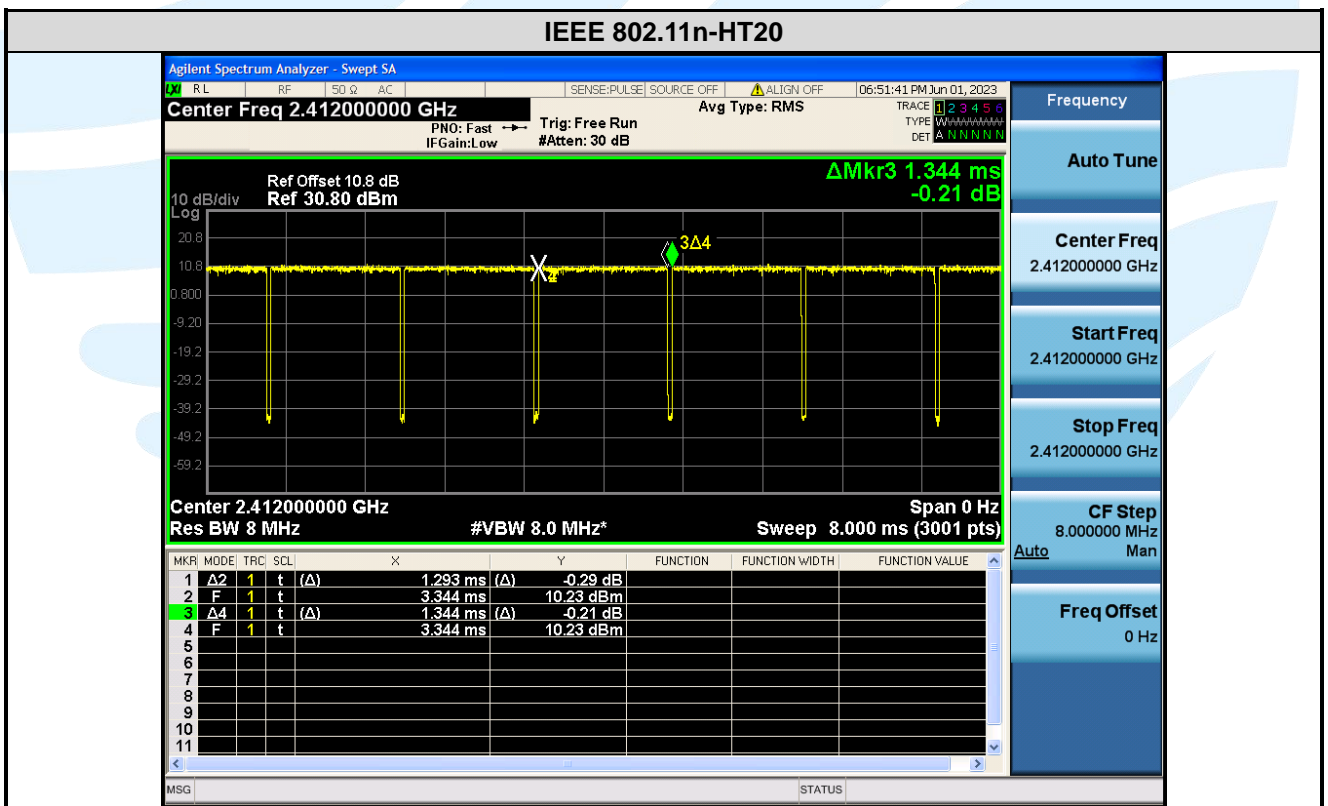 IEEE 802.11n-HT20
Agilent Spectrum Analyzer - Swept SA
LXI RL RF 50 Ω AC SENSE:PULSE SOURCE OFF ALIGN OFF 06:51:41 PM Jun 01, 2023
Center Freq 2.412000000 GHz
PNO: Fast
IFGain:Low
Trig: Free Run
#Atten: 30 dB
Avg Type: RMS
TRACE 1 2 3 4 5 6
TYPE WWWWWW
DET A N N N N N
ΔMkr3 1.344 ms
-0.21 dB
Ref Offset 10.8 dB
10 dB/div Ref 30.80 dBm
Log
20.8
10.8
0.800
-9.20
-19.2
-29.2
-39.2
-49.2
-59.2
3Δ4
4
Center 2.412000000 GHz Span 0 Hz
Res BW 8 MHz #VBW 8.0 MHz* Sweep 8.000 ms (3001 pts)
MKR MODE TRC SCL X Y FUNCTION FUNCTION WIDTH FUNCTION VALUE
1 Δ2 1 t (Δ) 1.293 ms (Δ) -0.29 dB
2 F 1 t 3.344 ms 10.23 dBm
3 Δ4 1 t (Δ) 1.344 ms (Δ) -0.21 dB
4 F 1 t 3.344 ms 10.23 dBm
5
6
7
8
9
10
11
MSG STATUS
Frequency
Auto Tune
Center Freq
2.412000000 GHz
Start Freq
2.412000000 GHz
Stop Freq
2.412000000 GHz
CF Step
8.000000 MHz
Auto Man
Freq Offset
0 Hz